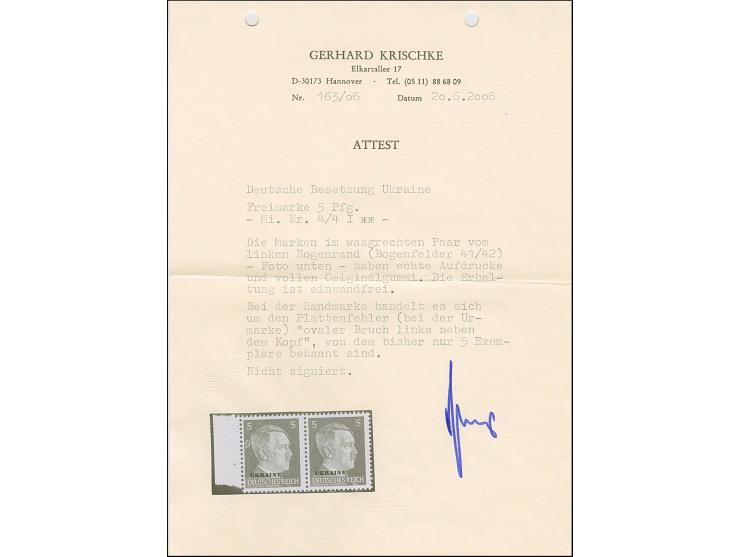 GERHARD KRISCHKE
Elkartallee 17
D-30173 Hannover · Tel. (05 11) 88 68 09
Nr. 163/06 Datum 20.6.2006
ATTEST
Deutsche Besetzung Ukraine
Freimarke 5 Pfg.
- Mi. Nr. 4/4 I ** -
Die Marken im waagrechten Paar vom
linken Bogenrand (Bogenfelder 41/42)
- Foto unten - haben echte Aufdrucke
und vollen Originalgummi. Die Erhal-
tung ist einwandfrei.
Bei der Randmarke handelt es sich
um den Plattenfehler (bei der Ur-
marke) "ovaler Bruch links neben
dem Kopf", von dem bisher nur 5 Exem-
plare bekannt sind.
Nicht signiert.
5 5 5 5
UKRAINE UKRAINE
DEUTSCHES REICH DEUTSCHES REICH